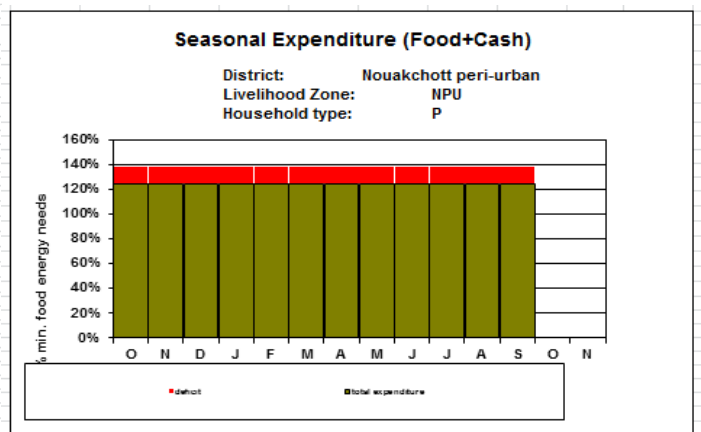 Seasonal Expenditure (Food+Cash)
District: Nouakchott peri-urban
Livelihood Zone: NPU
Household type: P
160%
140%
120%
100%
80%
60%
40%
20%
0%
% min. food energy needs
O N D J F M A M J J A S O N
deficit total expenditure